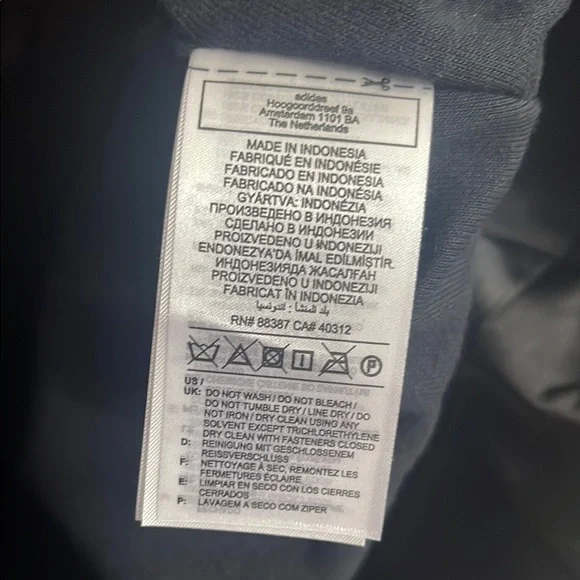 adidas
Hoogoorddreef 9a
Amsterdam 1101 BA
The Netherlands
MADE IN INDONESIA
FABRIQUÉ EN INDONÉSIE
FABRICADO EN INDONESIA
FABRICADO NA INDONÉSIA
GYÁRTVA: INDONÉZIA
ПРОИЗВЕДЕНО В ИНДОНЕЗИЯ
СДЕЛАНО В ИНДОНЕЗИИ
PROIZVEDENO U INDONEZIJI
ENDONEZYA'DA İMAL EDİLMİŞTİR.
ИНДОНЕЗИЯДА ЖАСАЛҒАН
PROIZVEDENO U INDONEZIJI
FABRICAT ÎN INDONEZIA
بلد المنشأ : اندونيسيا
RN# 88387 CA# 40312
P
US /
UK: DO NOT WASH / DO NOT BLEACH /
DO NOT TUMBLE DRY / LINE DRY / DO
NOT IRON / DRY CLEAN USING ANY
SOLVENT EXCEPT TRICHLORETHYLENE
DRY CLEAN WITH FASTENERS CLOSED
D: REINIGUNG MIT GESCHLOSSENEM
REISSVERSCHLUSS
F: NETTOYAGE À SEC, REMONTEZ LES
FERMETURES ÉCLAIRE
E: LIMPIAR EN SECO CON LOS CIERRES
CERRADOS
P: LAVAGEM A SECO COM ZIPER